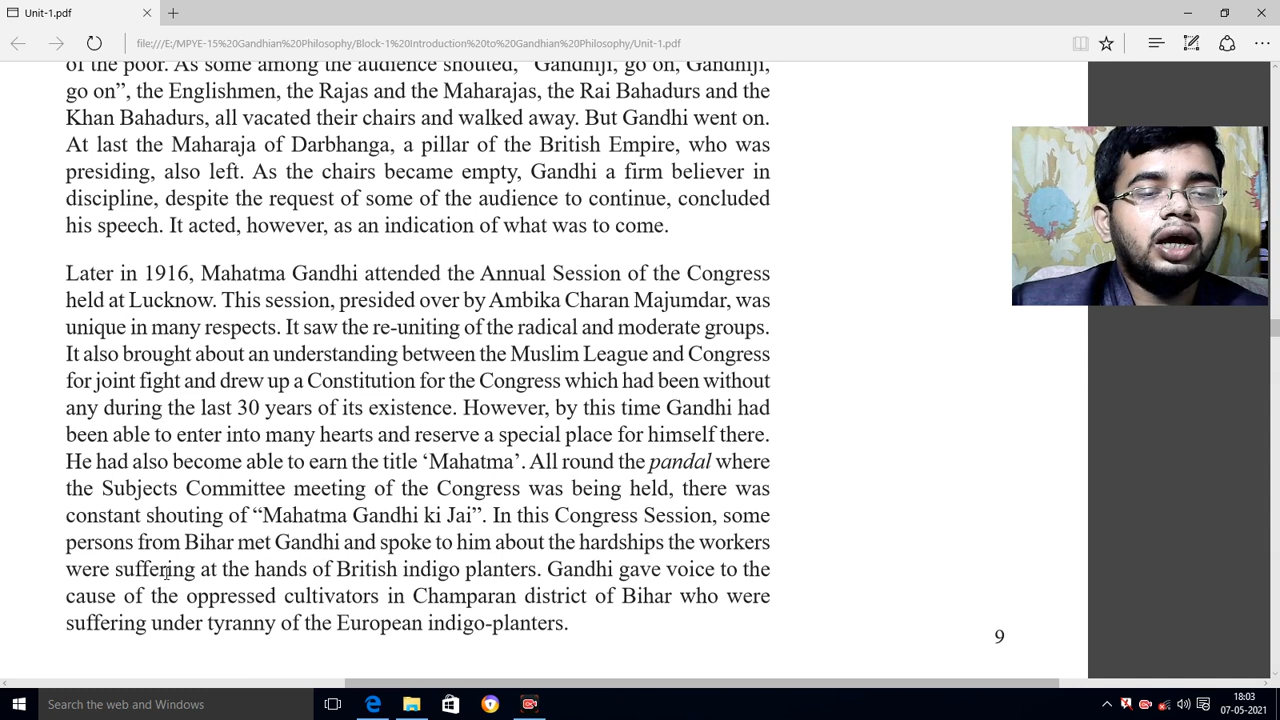 Unit-1.pdf
file:///E:/MPYE-15%20Gandhian%20Philosophy/Block-1%20Introduction%20to%20Gandhian%20Philosophy/Unit-1.pdf
of the poor. As some among the audience shouted, “Gandhiji, go on, Gandhiji,
go on”, the Englishmen, the Rajas and the Maharajas, the Rai Bahadurs and the
Khan Bahadurs, all vacated their chairs and walked away. But Gandhi went on.
At last the Maharaja of Darbhanga, a pillar of the British Empire, who was
presiding, also left. As the chairs became empty, Gandhi a firm believer in
discipline, despite the request of some of the audience to continue, concluded
his speech. It acted, however, as an indication of what was to come.
Later in 1916, Mahatma Gandhi attended the Annual Session of the Congress
held at Lucknow. This session, presided over by Ambika Charan Majumdar, was
unique in many respects. It saw the re-uniting of the radical and moderate groups.
It also brought about an understanding between the Muslim League and Congress
for joint fight and drew up a Constitution for the Congress which had been without
any during the last 30 years of its existence. However, by this time Gandhi had
been able to enter into many hearts and reserve a special place for himself there.
He had also become able to earn the title ‘Mahatma’. All round the pandal where
the Subjects Committee meeting of the Congress was being held, there was
constant shouting of “Mahatma Gandhi ki Jai”. In this Congress Session, some
persons from Bihar met Gandhi and spoke to him about the hardships the workers
were suffering at the hands of British indigo planters. Gandhi gave voice to the
cause of the oppressed cultivators in Champaran district of Bihar who were
suffering under tyranny of the European indigo-planters.
9
Search the web and Windows
18:03
07-05-2021